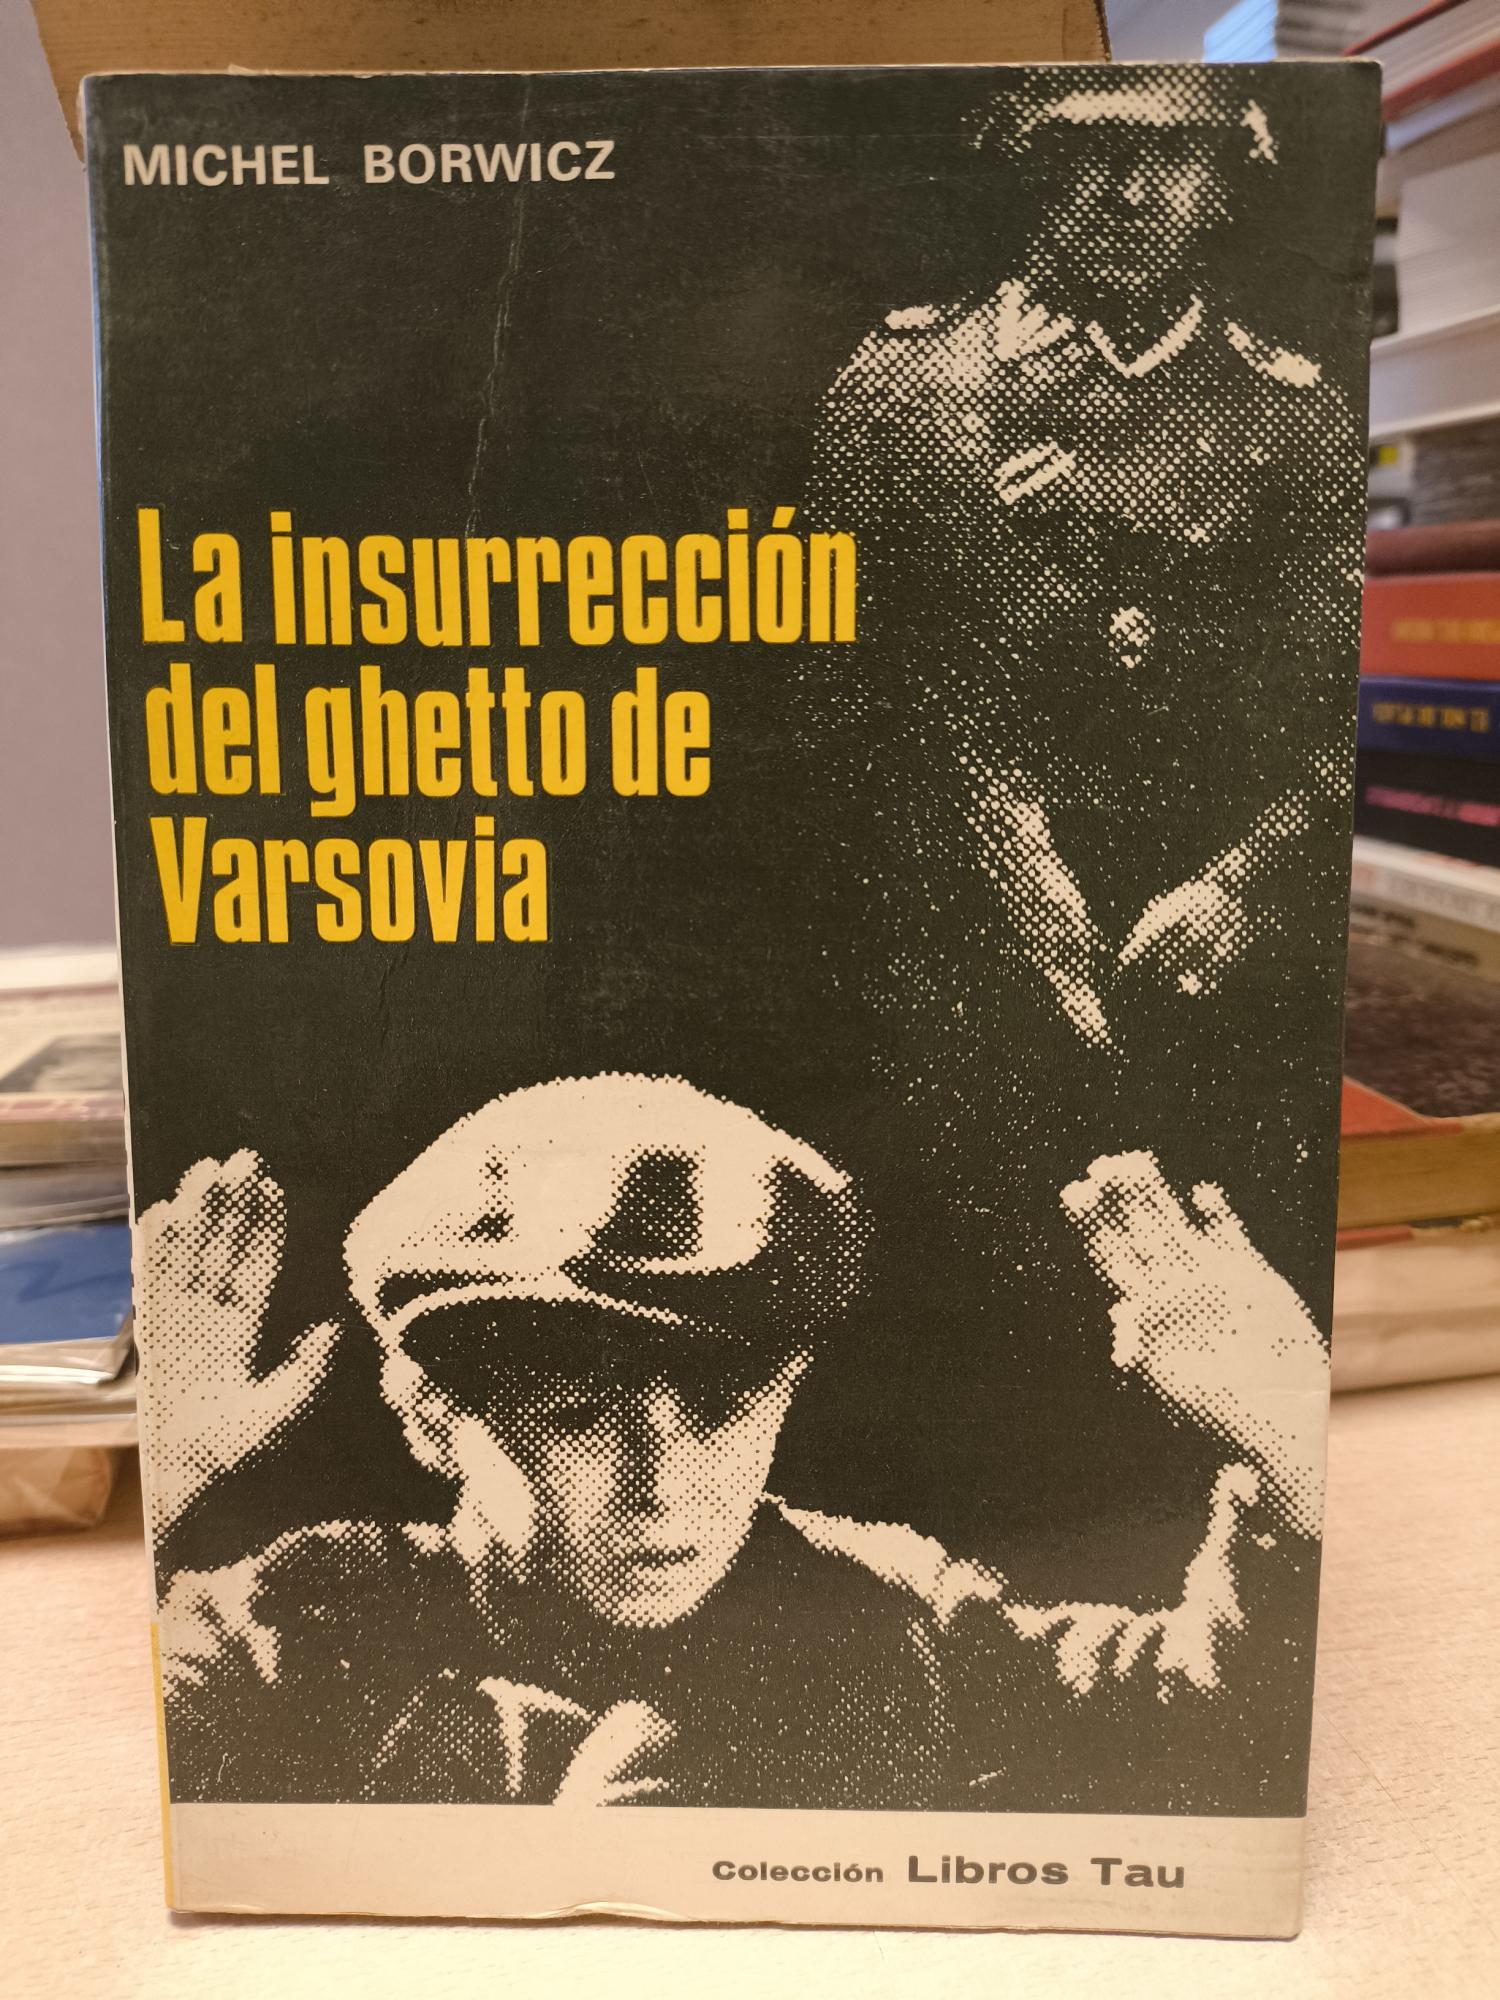 MICHEL BORWICZ
La insurrección
del ghetto de
Varsovia
Colección Libros Tau